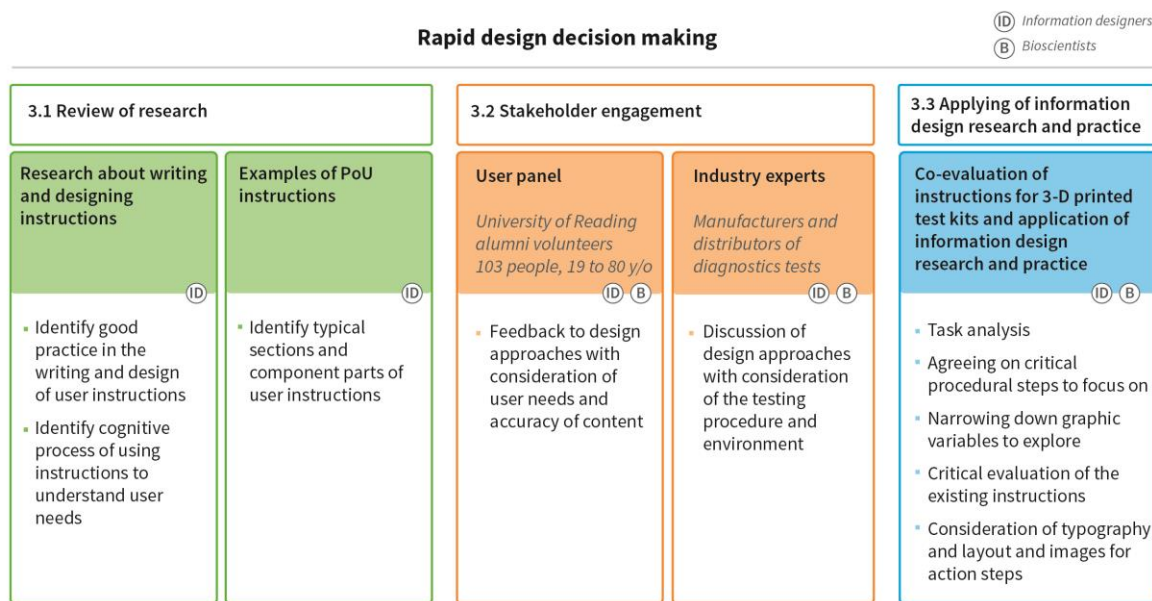 Rapid design decision making
ID Information designers
B Bioscientists
3.1 Review of research
Research about writing
and designing
instructions
ID
▪ Identify good
practice in the
writing and design
of user instructions
▪ Identify cognitive
process of using
instructions to
understand user
needs
Examples of PoU
instructions
ID
▪ Identify typical
sections and
component parts of
user instructions
3.2 Stakeholder engagement
User panel
University of Reading
alumni volunteers
103 people, 19 to 80 y/o
ID B
▪ Feedback to design
approaches with
consideration of
user needs and
accuracy of content
Industry experts
Manufacturers and
distributors of
diagnostics tests
ID B
▪ Discussion of
design approaches
with consideration
of the testing
procedure and
environment
3.3 Applying of information
design research and practice
Co-evaluation of
instructions for 3-D printed
test kits and application of
information design
research and practice
ID B
▪ Task analysis
▪ Agreeing on critical
procedural steps to focus on
▪ Narrowing down graphic
variables to explore
▪ Critical evaluation of the
existing instructions
▪ Consideration of typography
and layout and images for
action steps